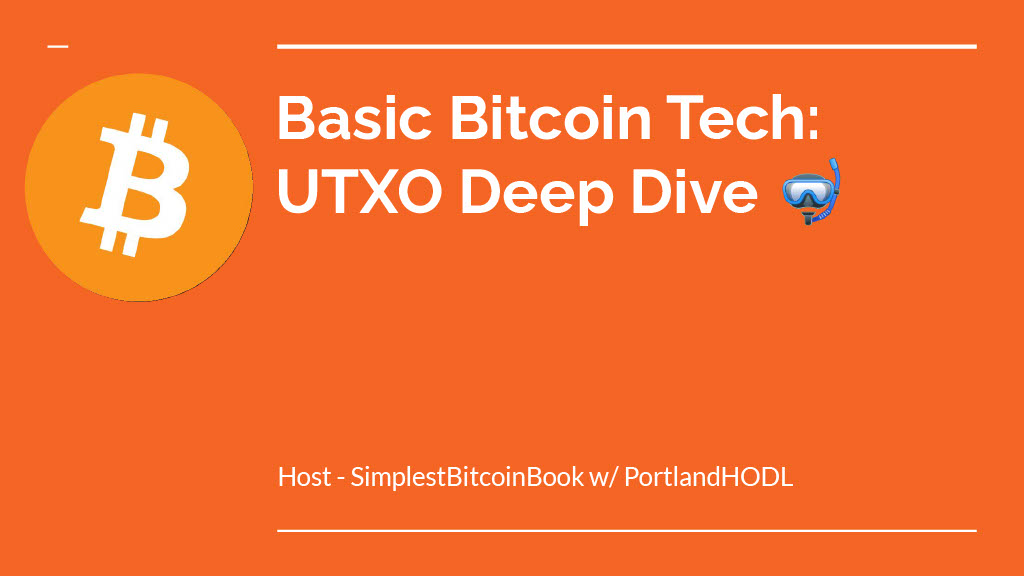 Basic Bitcoin Tech:
UTXO Deep Dive 🤿
Host - SimplestBitcoinBook w/ PortlandHODL